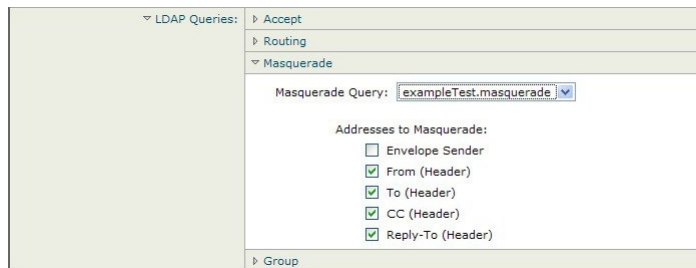 LDAP Queries: Accept
Routing
Masquerade
Masquerade Query: exampleTest.masquerade
Addresses to Masquerade:
Envelope Sender
From (Header)
To (Header)
CC (Header)
Reply-To (Header)
Group